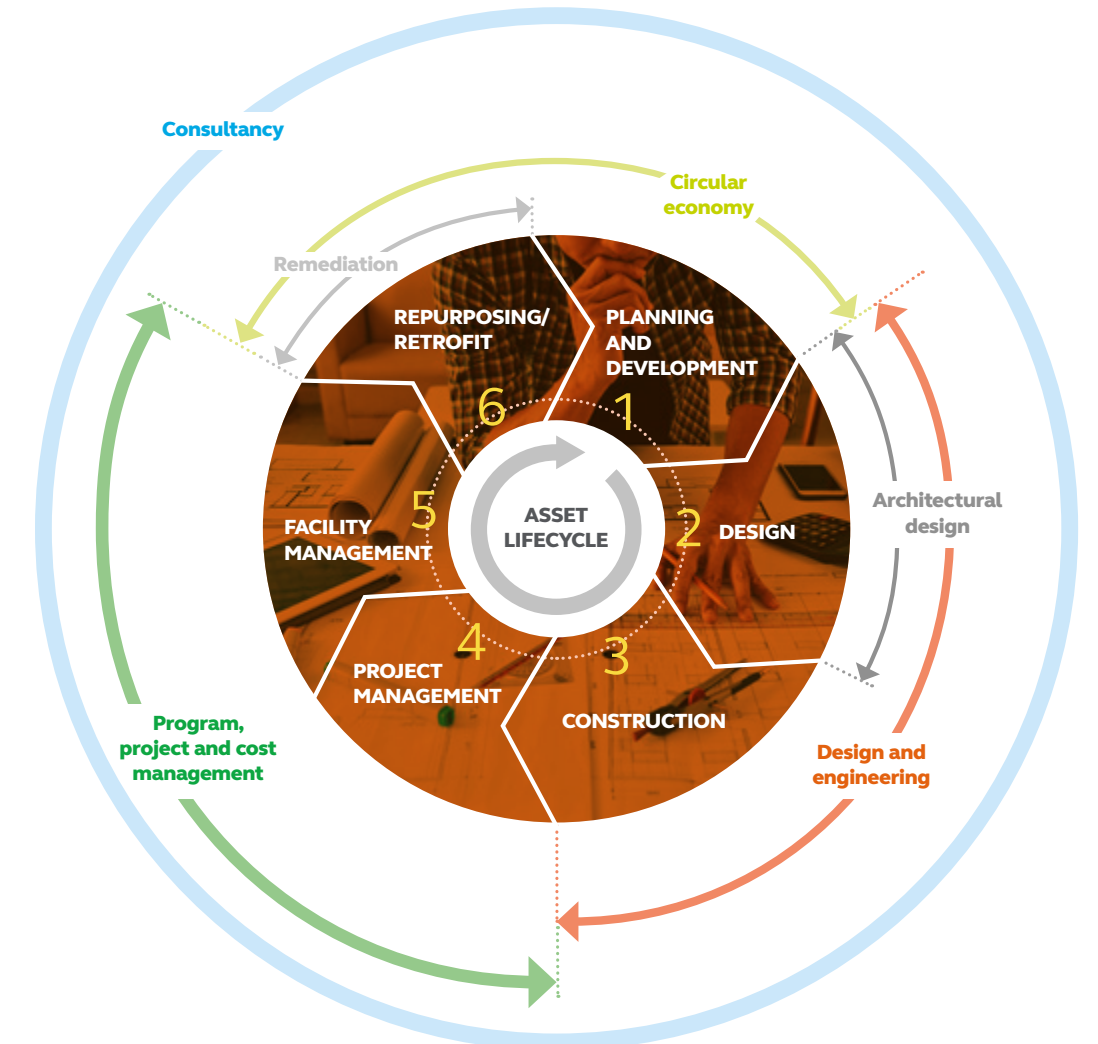 Consultancy
Circular
economy
Remediation
REPURPOSING/
RETROFIT
PLANNING
AND
DEVELOPMENT
6
1
5
2
4
3
ASSET
LIFECYCLE
FACILITY
MANAGEMENT
DESIGN
Architectural
design
PROJECT
MANAGEMENT
CONSTRUCTION
Program,
project and cost
management
Design and
engineering